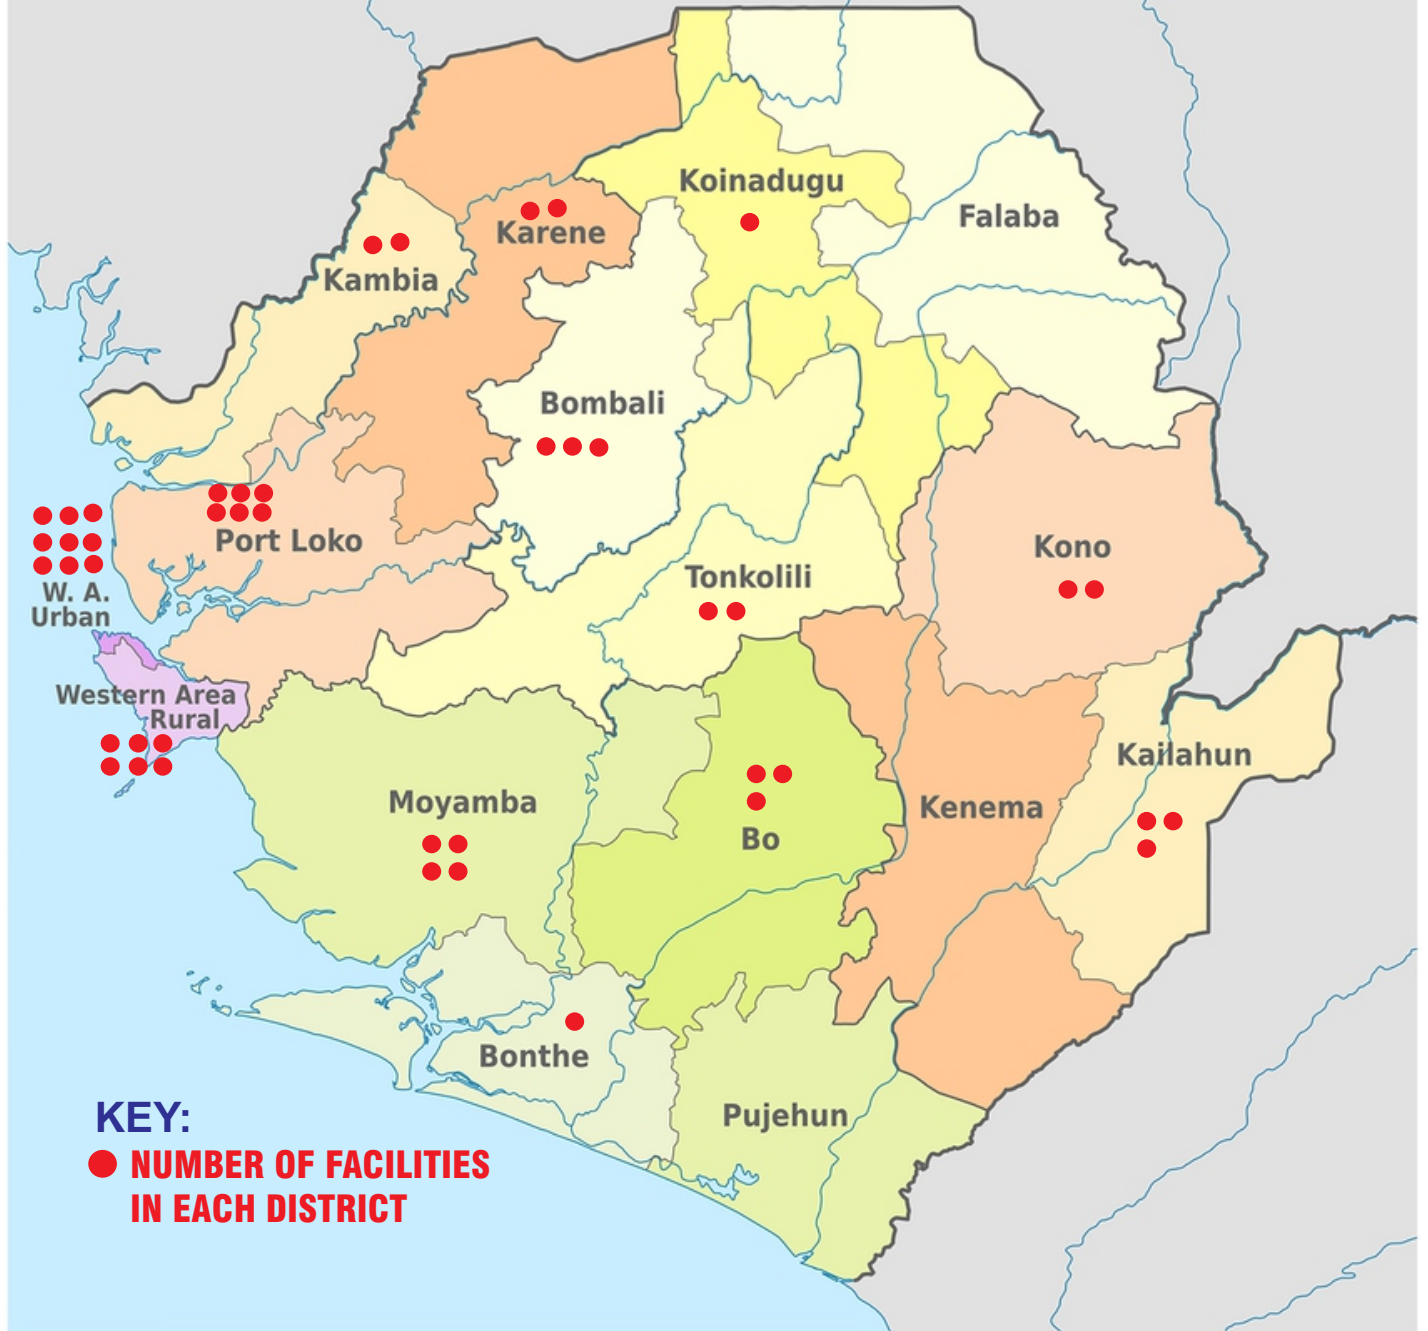 Koinadugu
Falaba
Karene
Kambia
Bombali
Port Loko
Kono
Tonkolili
W. A.
Urban
Western Area
Rural
Kailahun
Moyamba
Kenema
Bo
Bonthe
Pujehun
KEY:
NUMBER OF FACILITIES
IN EACH DISTRICT